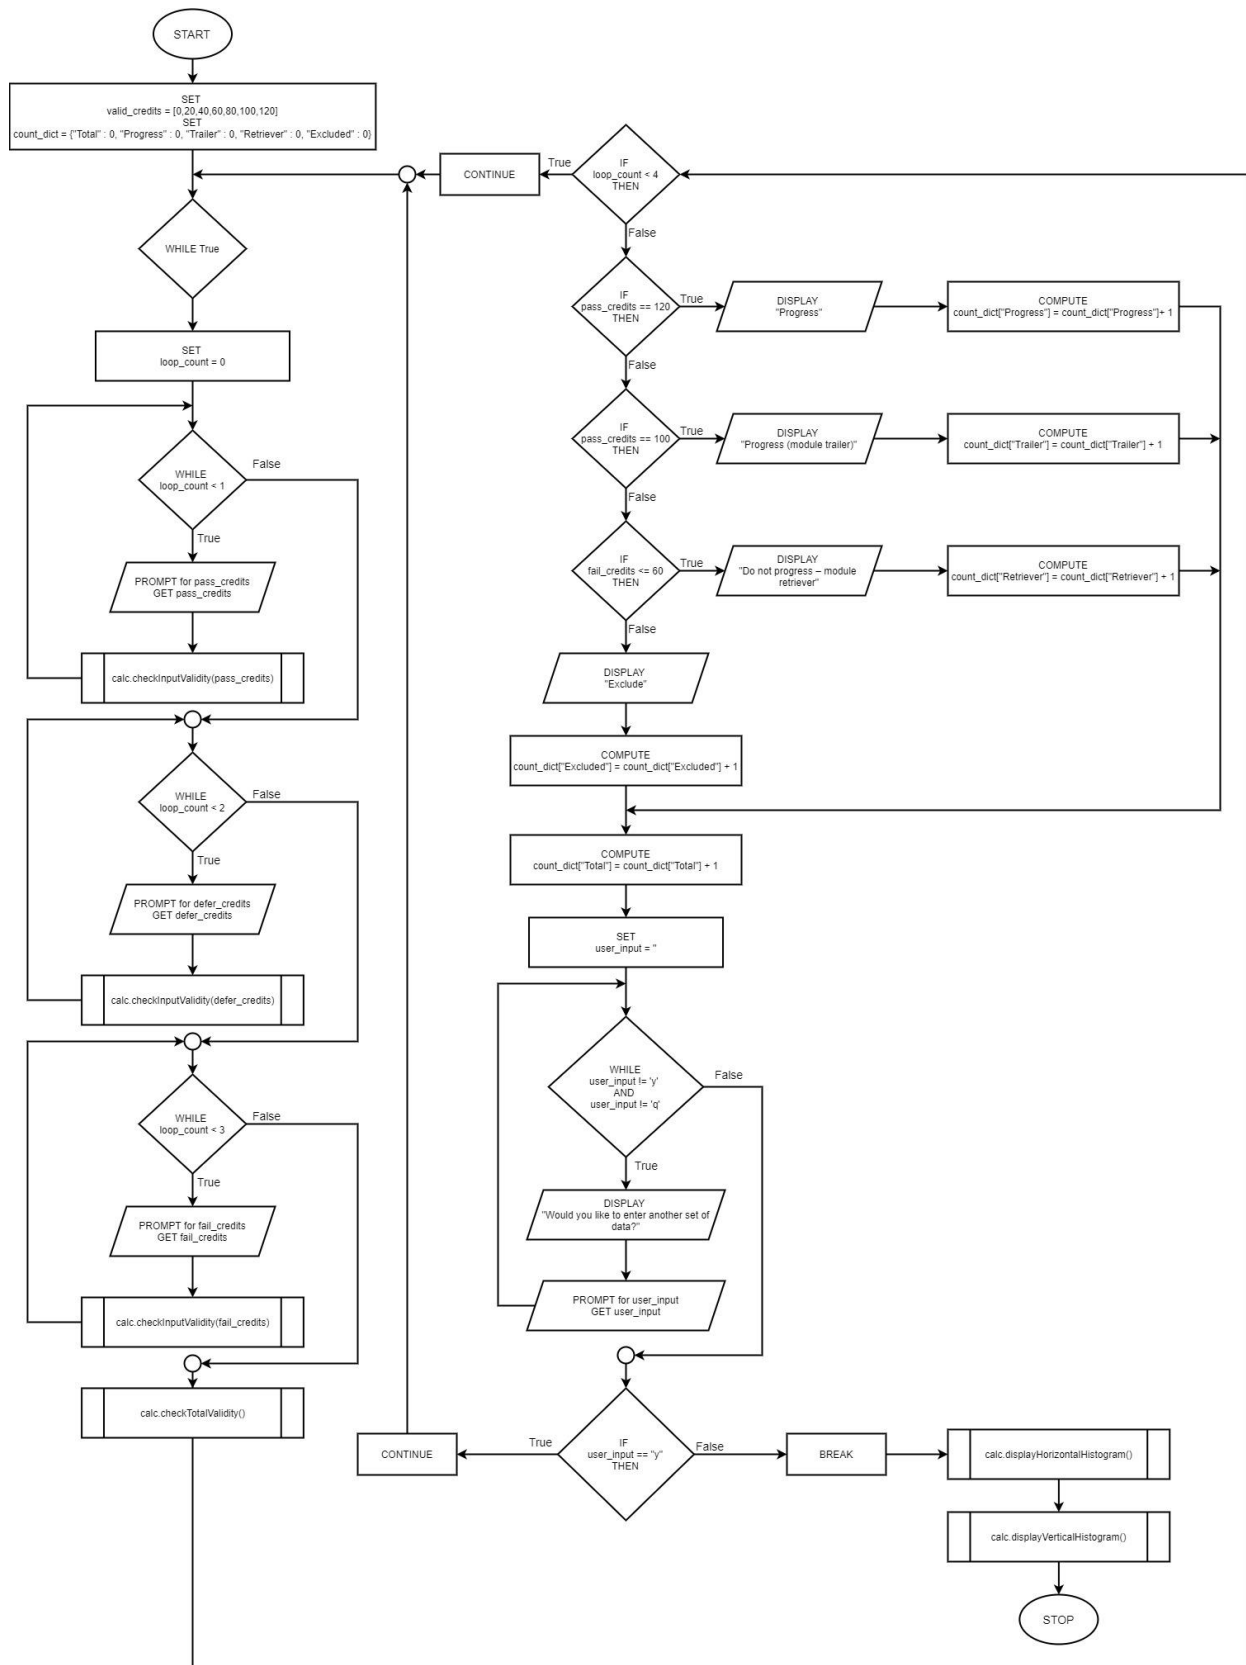 START
SET
valid_credits = [0,20,40,60,80,100,120]
SET
count_dict = {"Total" : 0, "Progress" : 0, "Trailer" : 0, "Retriever" : 0, "Excluded" : 0}
WHILE True
SET
loop_count = 0
WHILE
loop_count < 1
False
True
PROMPT for pass_credits
GET pass_credits
calc.checkInputValidity(pass_credits)
WHILE
loop_count < 2
False
True
PROMPT for defer_credits
GET defer_credits
calc.checkInputValidity(defer_credits)
WHILE
loop_count < 3
False
True
PROMPT for fail_credits
GET fail_credits
calc.checkInputValidity(fail_credits)
calc.checkTotalValidity()
IF
loop_count < 4
THEN
True
CONTINUE
False
IF
pass_credits == 120
THEN
True
DISPLAY
"Progress"
COMPUTE
count_dict["Progress"] = count_dict["Progress"]+ 1
False
IF
pass_credits == 100
THEN
True
DISPLAY
"Progress (module trailer)"
COMPUTE
count_dict["Trailer"] = count_dict["Trailer"] + 1
False
IF
fail_credits <= 60
THEN
True
DISPLAY
"Do not progress – module
retriever"
COMPUTE
count_dict["Retriever"] = count_dict["Retriever"] + 1
False
DISPLAY
"Exclude"
COMPUTE
count_dict["Excluded"] = count_dict["Excluded"] + 1
COMPUTE
count_dict["Total"] = count_dict["Total"] + 1
SET
user_input = ''
WHILE
user_input != 'y'
AND
user_input != 'q'
False
True
DISPLAY
"Would you like to enter another set of
data?"
PROMPT for user_input
GET user_input
IF
user_input == "y"
THEN
True
CONTINUE
False
BREAK
calc.displayHorizontalHistogram()
calc.displayVerticalHistogram()
STOP